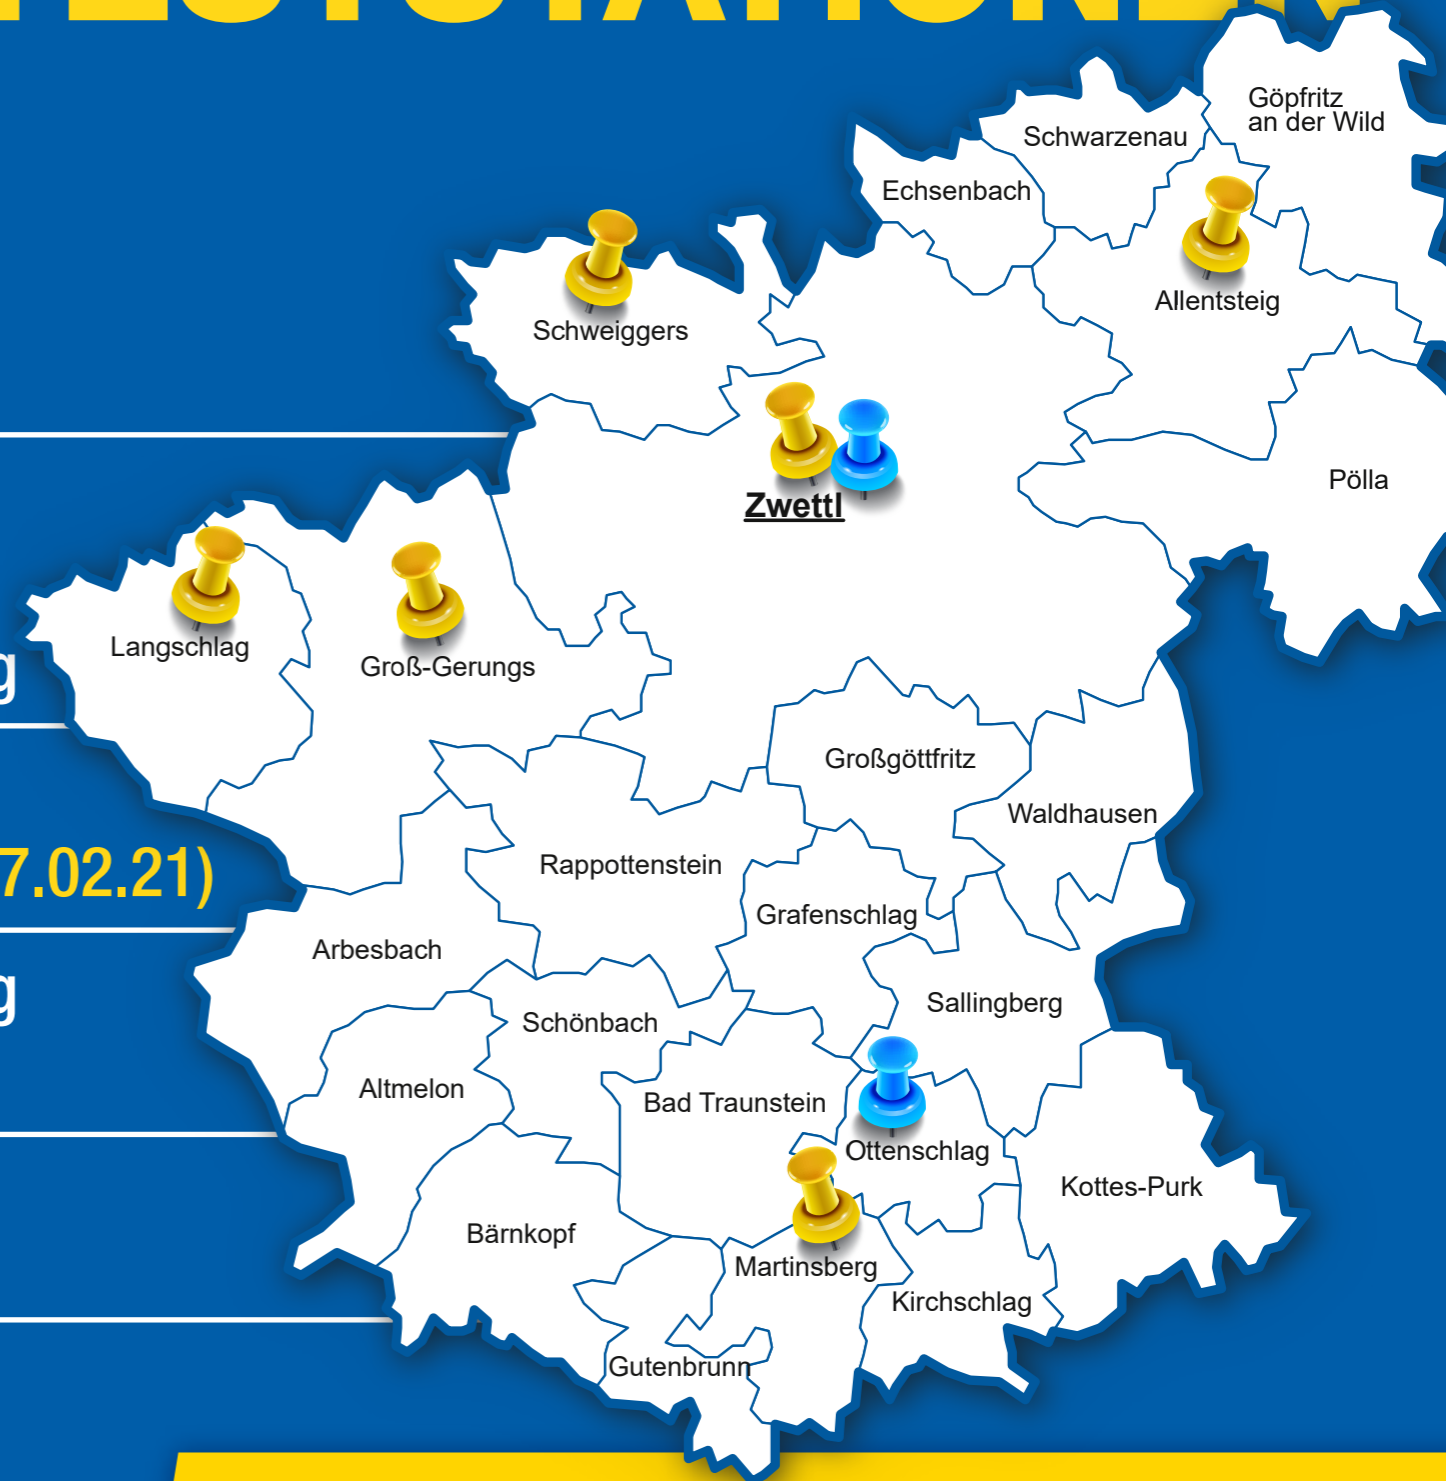 TESTSTATIONEN
Göpfritz
an der Wild
Schwarzenau
Echsenbach
Allentsteig
Schweiggers
Pölla
Zwettl
Langschlag
Groß-Gerungs
g
Großgöttfritz
Waldhausen
Rappottenstein
7.02.21)
Grafenschlag
Arbesbach
g
Sallingberg
Schönbach
Altmelon
Bad Traunstein
Ottenschlag
Kottes-Purk
Bärnkopf
Martinsberg
Kirchschlag
Gutenbrunn